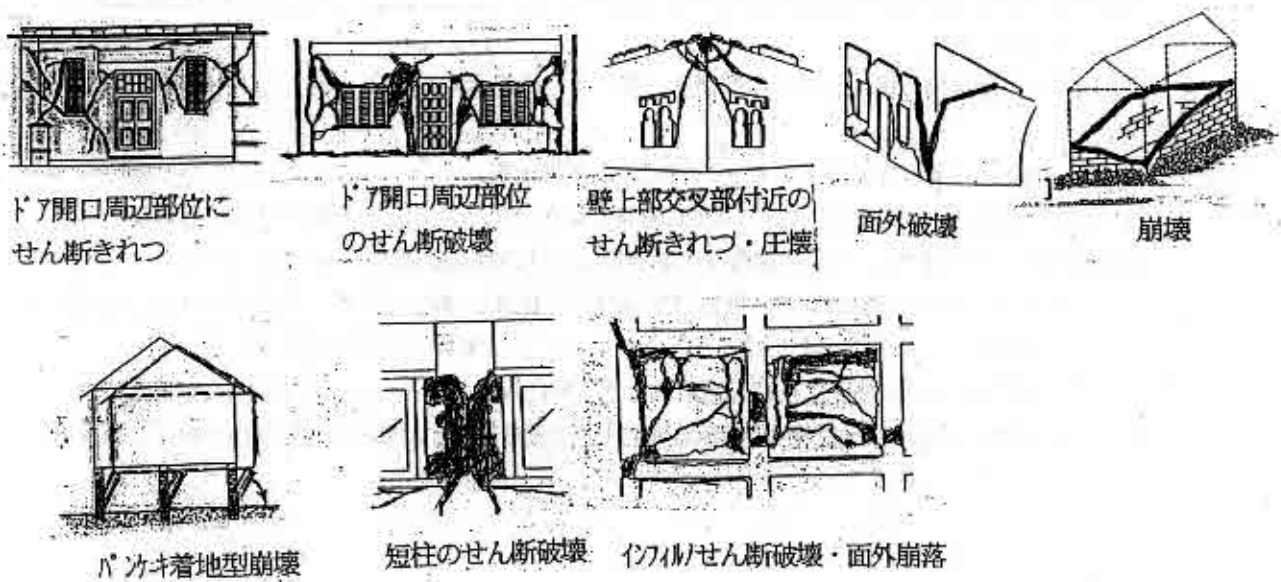 ドア開口周辺部位に
せん断きれつ
ドア開口周辺部位
のせん断破壊
壁上部交叉部付近の
せん断きれつ・圧懐
面外破壊
崩壊
パンケキ着地型崩壊
短柱のせん断破壊
インフィルノせん断破壊・面外崩落